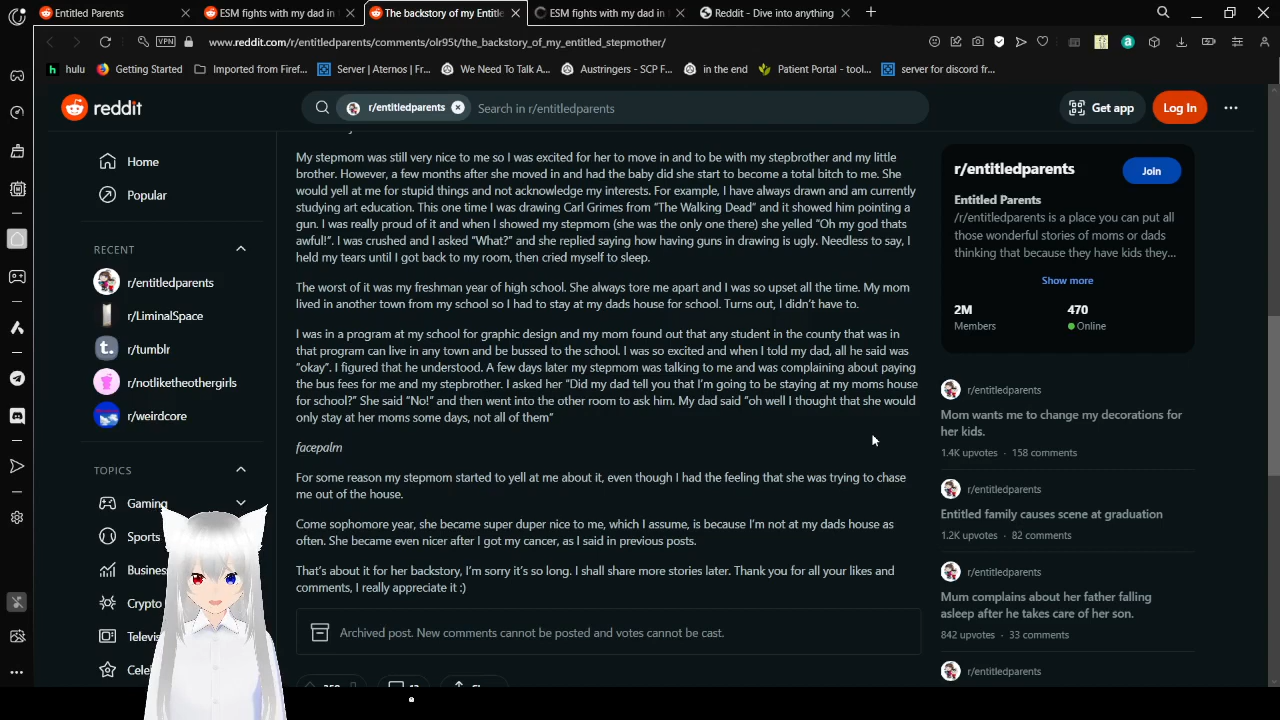 Entitled Parents
ESM fights with my dad in
The backstory of my Entitle
ESM fights with my dad in
Reddit - Dive into anything
VPN
www.reddit.com/r/entitledparents/comments/olr95t/the_backstory_of_my_entitled_stepmother/
hulu
Getting Started
Imported from Firef...
Server | Aternos | Fr...
We Need To Talk A...
Austringers - SCP F...
in the end
Patient Portal - tool...
server for discord fr...
reddit
r/entitledparents
Search in r/entitledparents
Get app
Log In
Home
Popular
RECENT
r/entitledparents
r/LiminalSpace
r/tumblr
r/notliketheothergirls
r/weirdcore
TOPICS
Gaming
Sports
Busines
Crypto
Televis
Celeb
My stepmom was still very nice to me so I was excited for her to move in and to be with my stepbrother and my little
brother. However, a few months after she moved in and had the baby did she start to become a total bitch to me. She
would yell at me for stupid things and not acknowledge my interests. For example, I have always drawn and am currently
studying art education. This one time I was drawing Carl Grimes from "The Walking Dead" and it showed him pointing a
gun. I was really proud of it and when I showed my stepmom (she was the only one there) she yelled "Oh my god thats
awful!". I was crushed and I asked "What?" and she replied saying how having guns in drawing is ugly. Needless to say, I
held my tears until I got back to my room, then cried myself to sleep.
The worst of it was my freshman year of high school. She always tore me apart and I was so upset all the time. My mom
lived in another town from my school so I had to stay at my dads house for school. Turns out, I didn't have to.
I was in a program at my school for graphic design and my mom found out that any student in the county that was in
that program can live in any town and be bussed to the school. I was so excited and when I told my dad, all he said was
"okay". I figured that he understood. A few days later my stepmom was talking to me and was complaining about paying
the bus fees for me and my stepbrother. I asked her "Did my dad tell you that I'm going to be staying at my moms house
for school?" She said "No!" and then went into the other room to ask him. My dad said "oh well I thought that she would
only stay at her moms some days, not all of them"
facepalm
For some reason my stepmom started to yell at me about it, even though I had the feeling that she was trying to chase
me out of the house.
Come sophomore year, she became super duper nice to me, which I assume, is because I'm not at my dads house as
often. She became even nicer after I got my cancer, as I said in previous posts.
That's about it for her backstory, I'm sorry it's so long. I shall share more stories later. Thank you for all your likes and
comments, I really appreciate it :)
Archived post. New comments cannot be posted and votes cannot be cast.
r/entitledparents
Join
Entitled Parents
/r/entitledparents is a place you can put all
those wonderful stories of moms or dads
thinking that because they have kids they...
Show more
2M
470
Members
Online
r/entitledparents
Mom wants me to change my decorations for
her kids.
1.4K upvotes · 158 comments
r/entitledparents
Entitled family causes scene at graduation
1.2K upvotes · 82 comments
r/entitledparents
Mum complains about her father falling
asleep after he takes care of her son.
842 upvotes · 33 comments
r/entitledparents